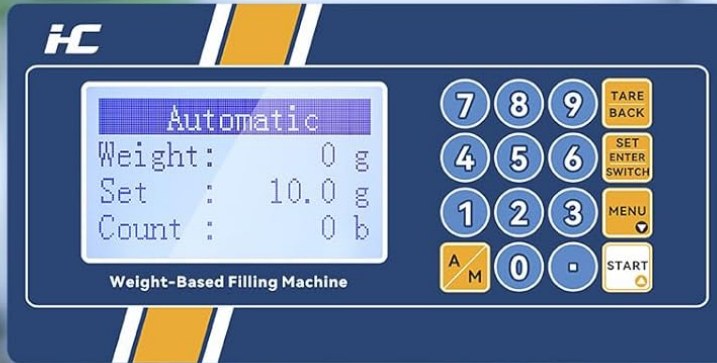 iC
Automatic
Weight: 0 g
Set : 10.0 g
Count : 0 b
Weight-Based Filling Machine
7 8 9 TARE BACK
4 5 6 SET ENTER SWITCH
1 2 3 MENU
A/M 0 . START